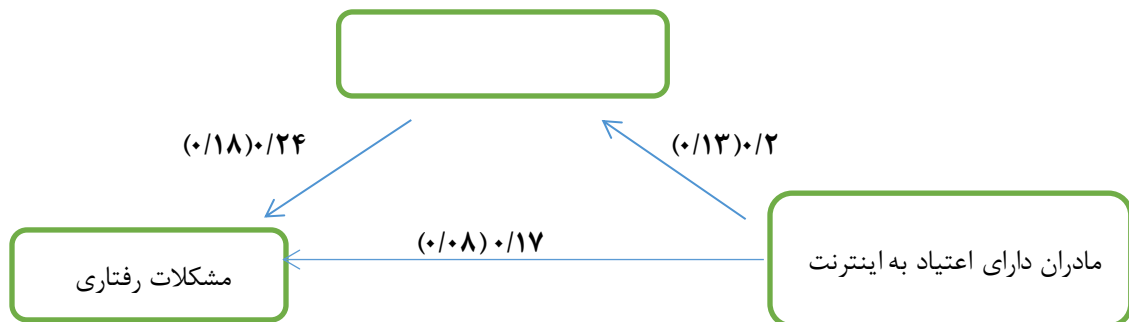 ۰/۲(۰/۱۳)
۰/۲۴(۰/۱۸)
مادران دارای اعتیاد به اینترنت
۰/۱۷ (۰/۰۸)
مشکلات رفتاری